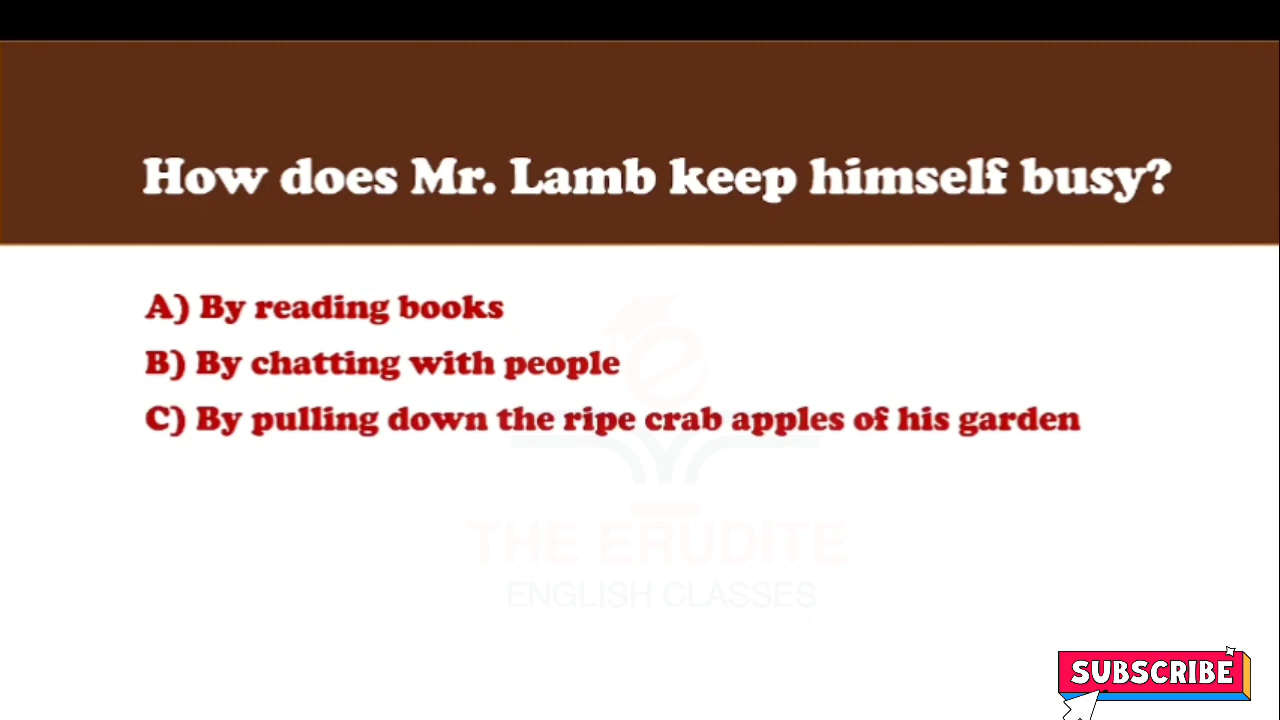 How does Mr. Lamb keep himself busy?
A) By reading books
B) By chatting with people
C) By pulling down the ripe crab apples of his garden
THE ERUDITE
ENGLISH CLASSES
SUBSCRIBE